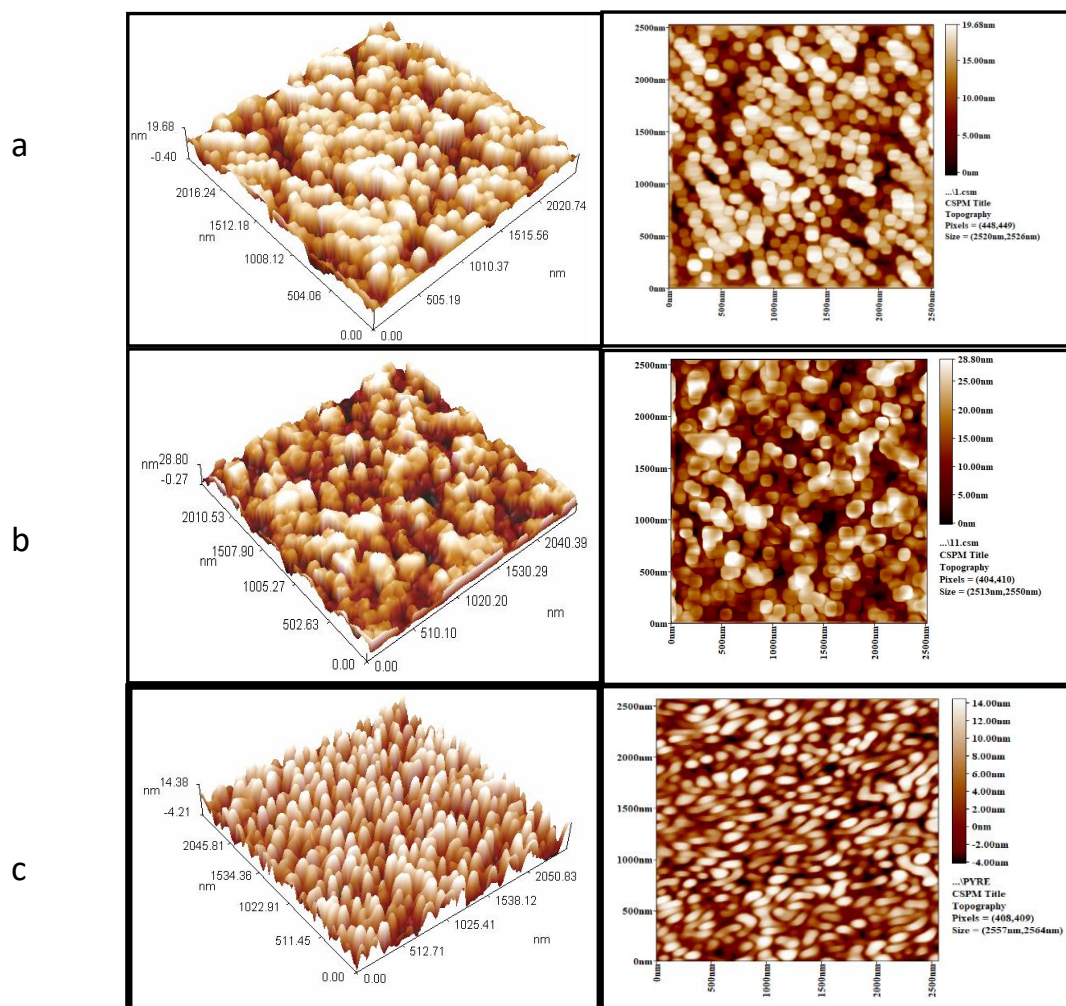 a
nm 19.68
-0.40
2016.24
1512.18
nm
1008.12
504.06
0.00
0.00
505.19
1010.37
nm
1515.56
2020.74
2500nm
2000nm
1500nm
1000nm
500nm
0nm
0nm
500nm
1000nm
1500nm
2000nm
2500nm
19.68nm
15.00nm
10.00nm
5.00nm
0nm
...\1.csm
CSPM Title
Topography
Pixels = (448,449)
Size = (2520nm,2526nm)
b
nm 28.80
-0.27
2010.53
1507.90
nm
1005.27
502.63
0.00
0.00
510.10
1020.20
nm
1530.29
2040.39
2500nm
2000nm
1500nm
1000nm
500nm
0nm
0nm
500nm
1000nm
1500nm
2000nm
2500nm
28.80nm
25.00nm
20.00nm
15.00nm
10.00nm
5.00nm
0nm
...\11.csm
CSPM Title
Topography
Pixels = (404,410)
Size = (2513nm,2550nm)
c
nm 14.38
-4.21
2045.81
1534.36
nm
1022.91
511.45
0.00
0.00
512.71
1025.41
nm
1538.12
2050.83
2500nm
2000nm
1500nm
1000nm
500nm
0nm
0nm
500nm
1000nm
1500nm
2000nm
2500nm
14.00nm
12.00nm
10.00nm
8.00nm
6.00nm
4.00nm
2.00nm
0nm
-2.00nm
-4.00nm
...\PYRE
CSPM Title
Topography
Pixels = (408,409)
Size = (2557nm,2564nm)